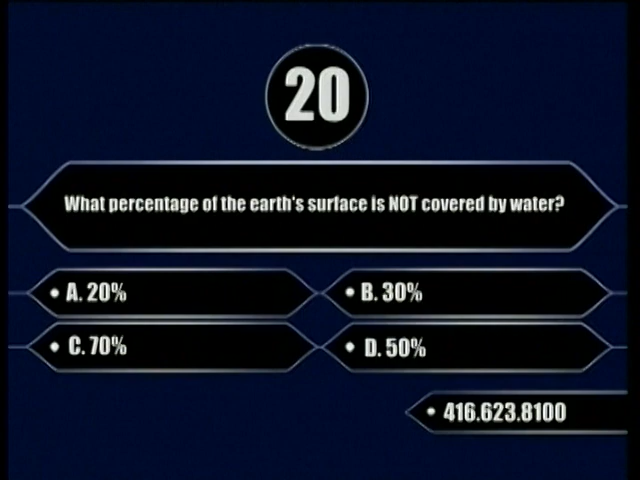 20
What percentage of the earth's surface is NOT covered by water?
• A. 20%
• B. 30%
• C. 70%
• D. 50%
• 416.623.8100